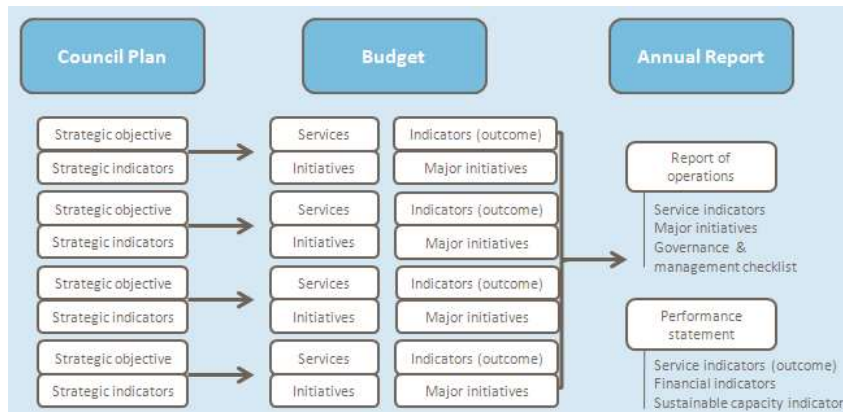 Council Plan
Budget
Annual Report
Strategic objective
Strategic indicators
Services
Initiatives
Indicators (outcome)
Major initiatives
Strategic objective
Strategic indicators
Services
Initiatives
Indicators (outcome)
Major initiatives
Strategic objective
Strategic indicators
Services
Initiatives
Indicators (outcome)
Major initiatives
Strategic objective
Strategic indicators
Services
Initiatives
Indicators (outcome)
Major initiatives
Report of
operations
Service indicators
Major initiatives
Governance &
management checklist
Performance
statement
Service indicators (outcome)
Financial indicators
Sustainable capacity indicator